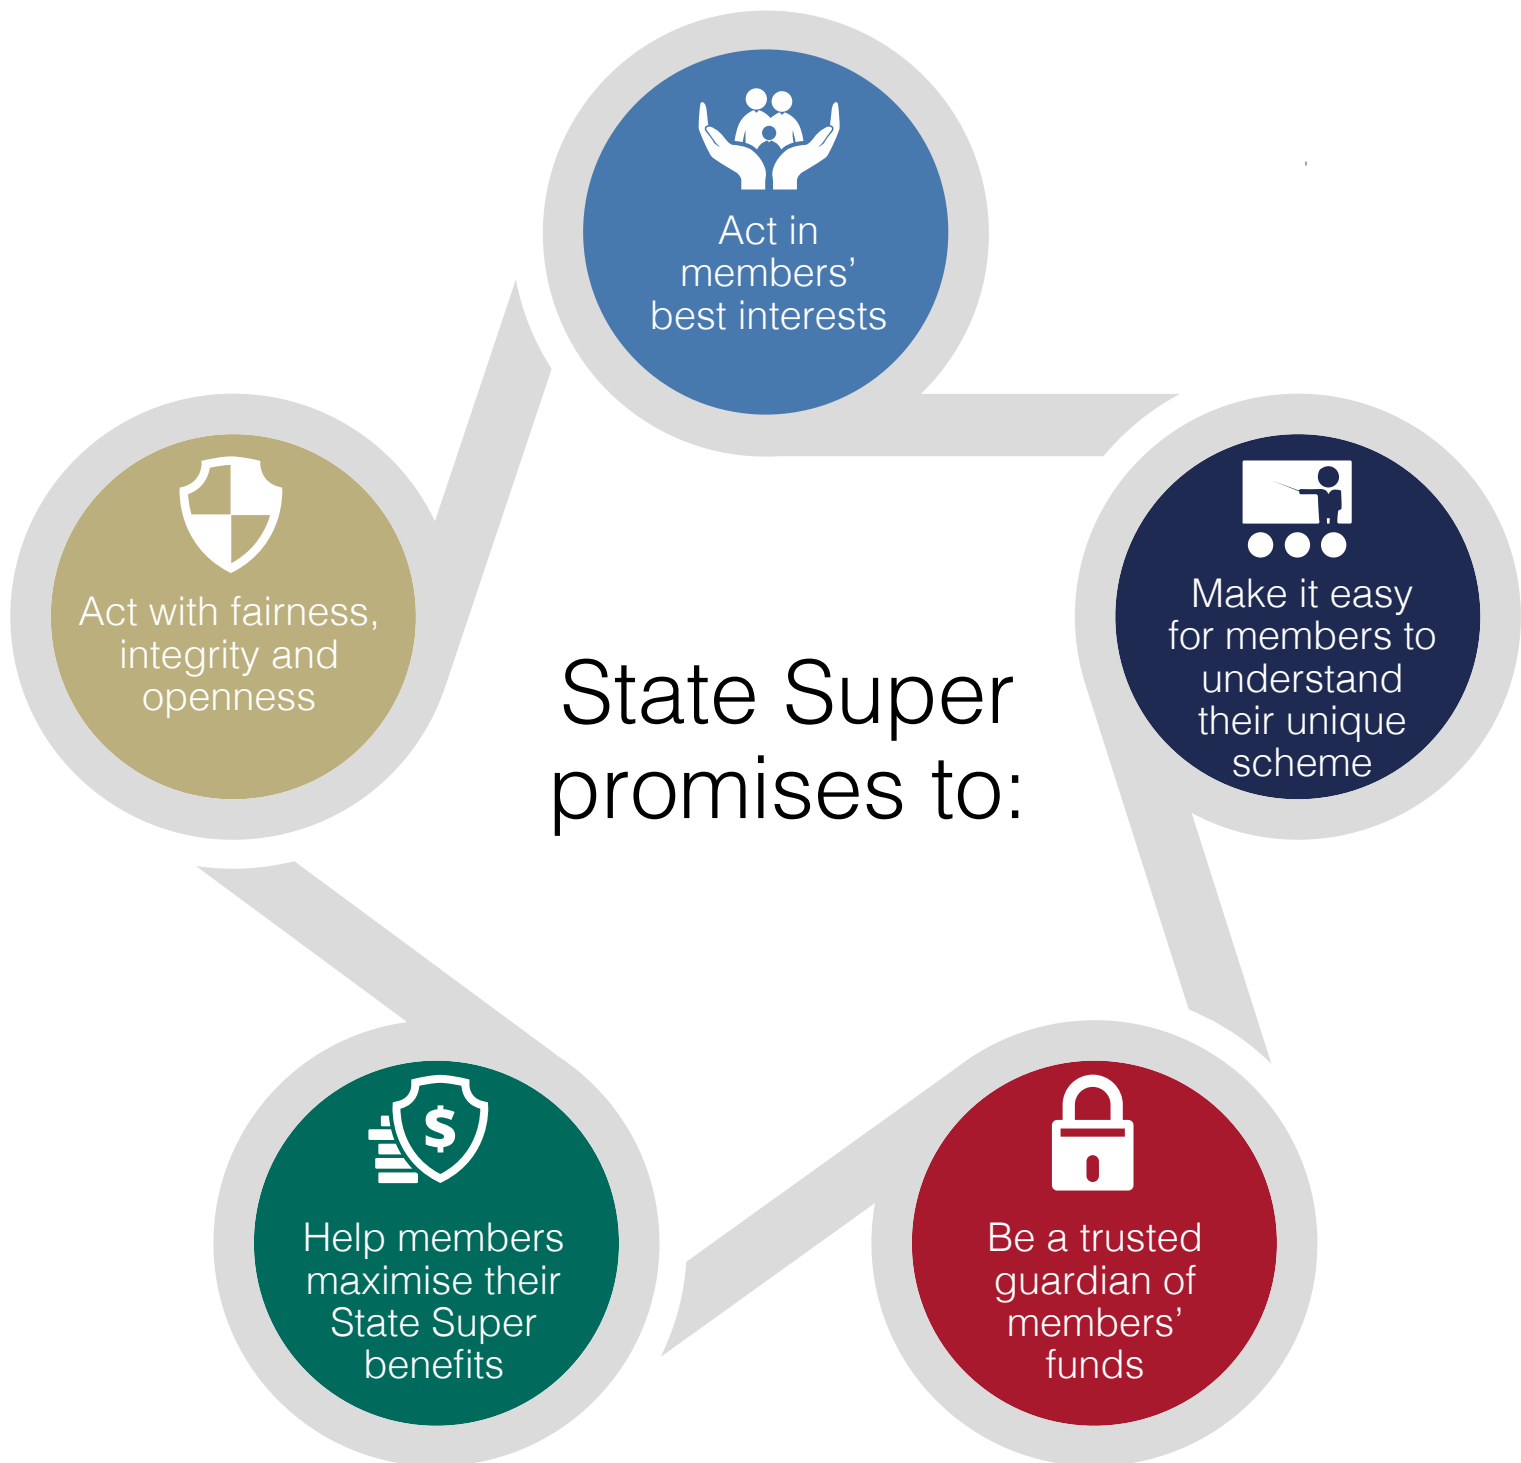 Act in
members’
best interests
Make it easy
for members to
understand
their unique
scheme
Act with fairness,
integrity and
openness
State Super
promises to:
$
Help members
maximise their
State Super
benefits
Be a trusted
guardian of
members’
funds